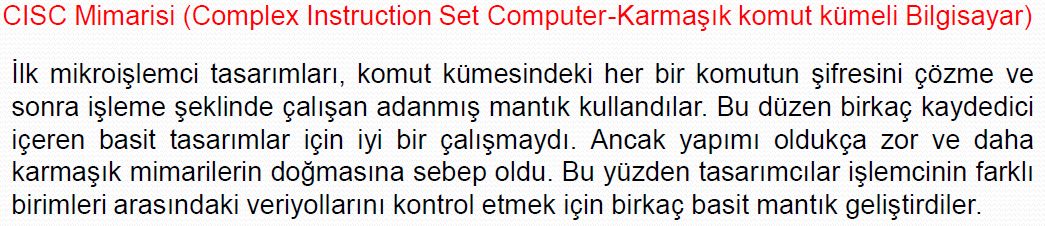 CISC Mimarisi (Complex Instruction Set Computer-Karmaşık komut kümeli Bilgisayar)
İlk mikroişlemci tasarımları, komut kümesindeki her bir komutun şifresini çözme ve
sonra işleme şeklinde çalışan adanmış mantık kullandılar. Bu düzen birkaç kaydedici
içeren basit tasarımlar için iyi bir çalışmaydı. Ancak yapımı oldukça zor ve daha
karmaşık mimarilerin doğmasına sebep oldu. Bu yüzden tasarımcılar işlemcinin farklı
birimleri arasındaki veriyollarını kontrol etmek için birkaç basit mantık geliştirdiler.